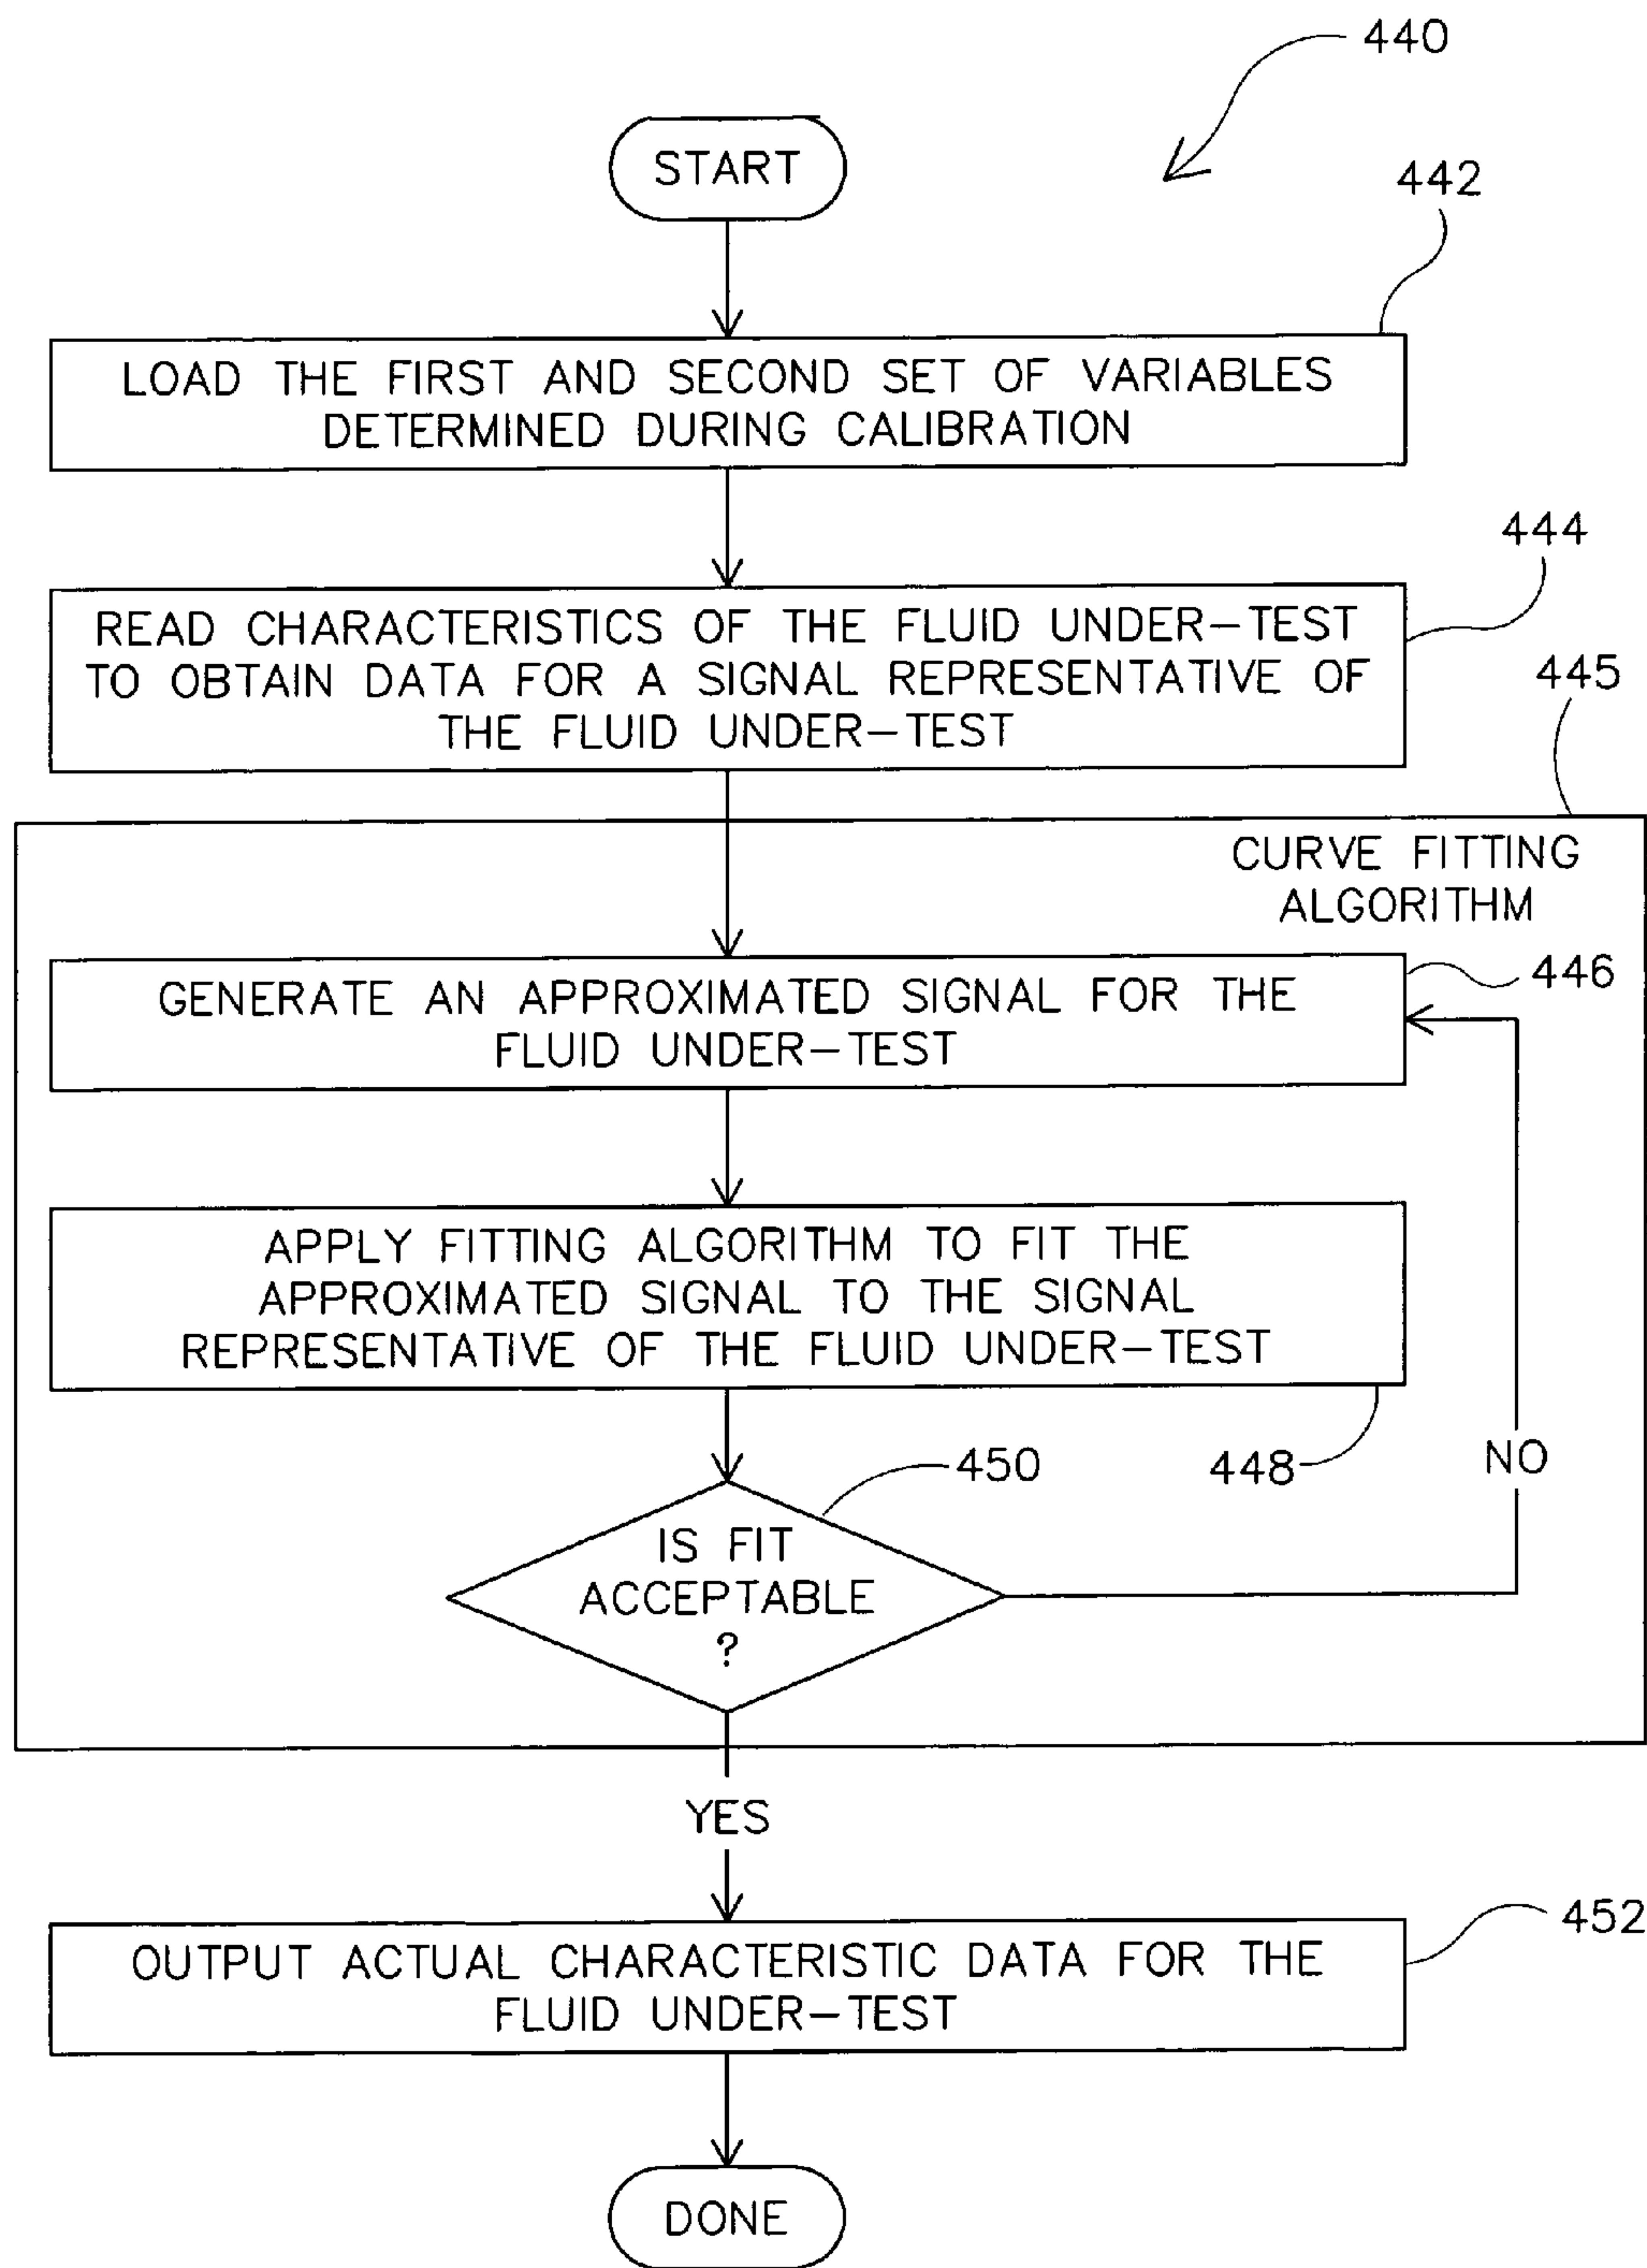 440
START
442
LOAD THE FIRST AND SECOND SET OF VARIABLES
DETERMINED DURING CALIBRATION
444
READ CHARACTERISTICS OF THE FLUID UNDER-TEST
TO OBTAIN DATA FOR A SIGNAL REPRESENTATIVE OF
THE FLUID UNDER-TEST
445
CURVE FITTING
ALGORITHM
446
GENERATE AN APPROXIMATED SIGNAL FOR THE
FLUID UNDER-TEST
APPLY FITTING ALGORITHM TO FIT THE
APPROXIMATED SIGNAL TO THE SIGNAL
REPRESENTATIVE OF THE FLUID UNDER-TEST
448
450
NO
IS FIT
ACCEPTABLE
?
YES
452
OUTPUT ACTUAL CHARACTERISTIC DATA FOR THE
FLUID UNDER-TEST
DONE